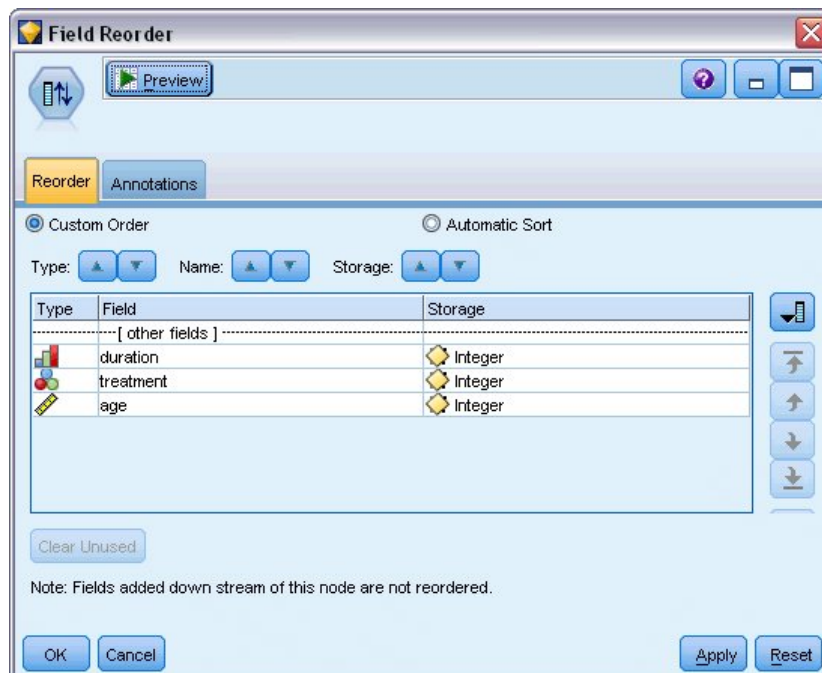 Field Reorder
Preview
Reorder Annotations
Custom Order Automatic Sort
Type: Name: Storage:
Type Field Storage
---[ other fields ]---
duration Integer
treatment Integer
age Integer
Clear Unused
Note: Fields added down stream of this node are not reordered.
OK Cancel Apply Reset